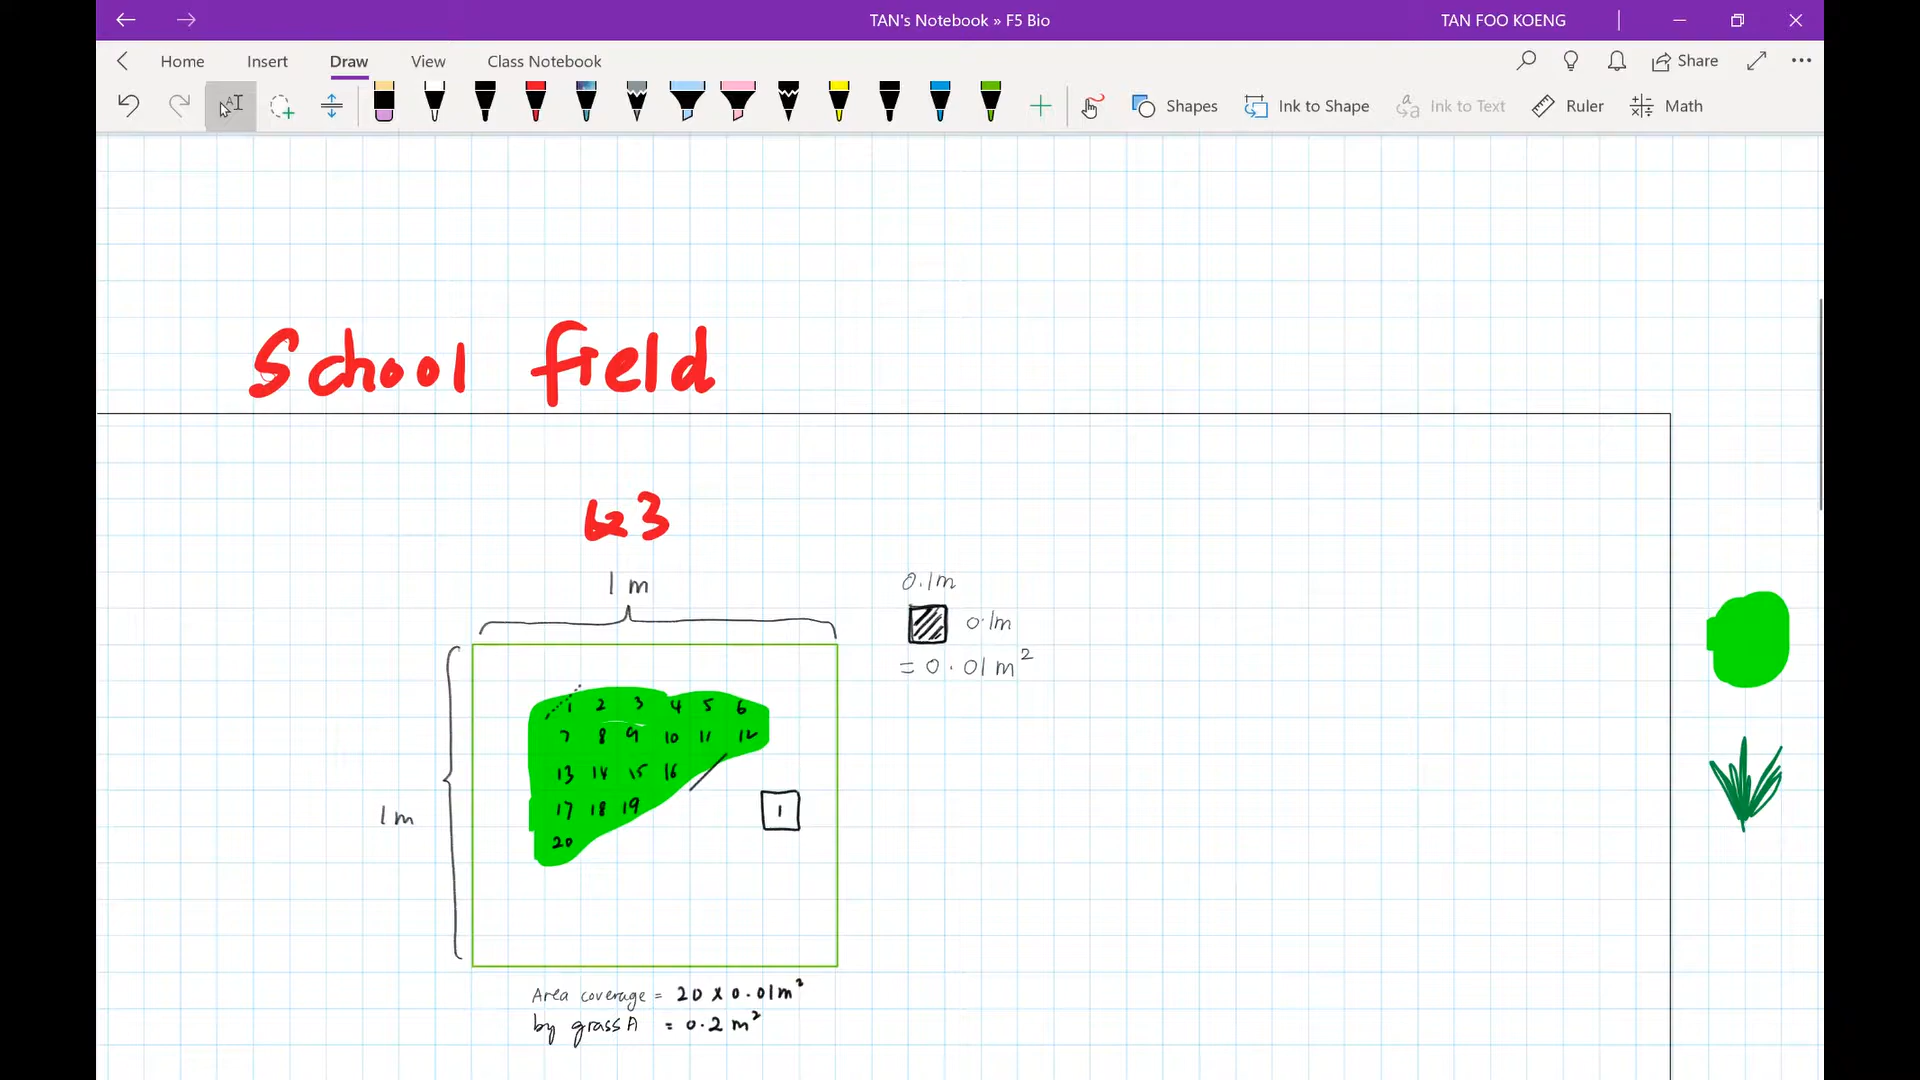 TAN's Notebook » F5 Bio
TAN FOO KOENG
Home Insert Draw View Class Notebook
Share
Shapes Ink to Shape Ink to Text Ruler Math
School field
1 m
0.1m
0.1m
= 0.01m²
1 2 3 4 5 6
7 8 9 10 11 12
13 14 15 16
17 18 19
20
1
1m
Area coverage = 20 x 0.01m²
by grass A = 0.2 m²